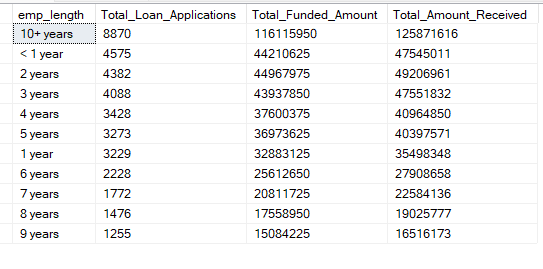 emp_length Total_Loan_Applications Total_Funded_Amount Total_Amount_Received
10+ years 8870 116115950 125871616
< 1 year 4575 44210625 47545011
2 years 4382 44967975 49206961
3 years 4088 43937850 47551832
4 years 3428 37600375 40964850
5 years 3273 36973625 40397571
1 year 3229 32883125 35498348
6 years 2228 25612650 27908658
7 years 1772 20811725 22584136
8 years 1476 17558950 19025777
9 years 1255 15084225 16516173